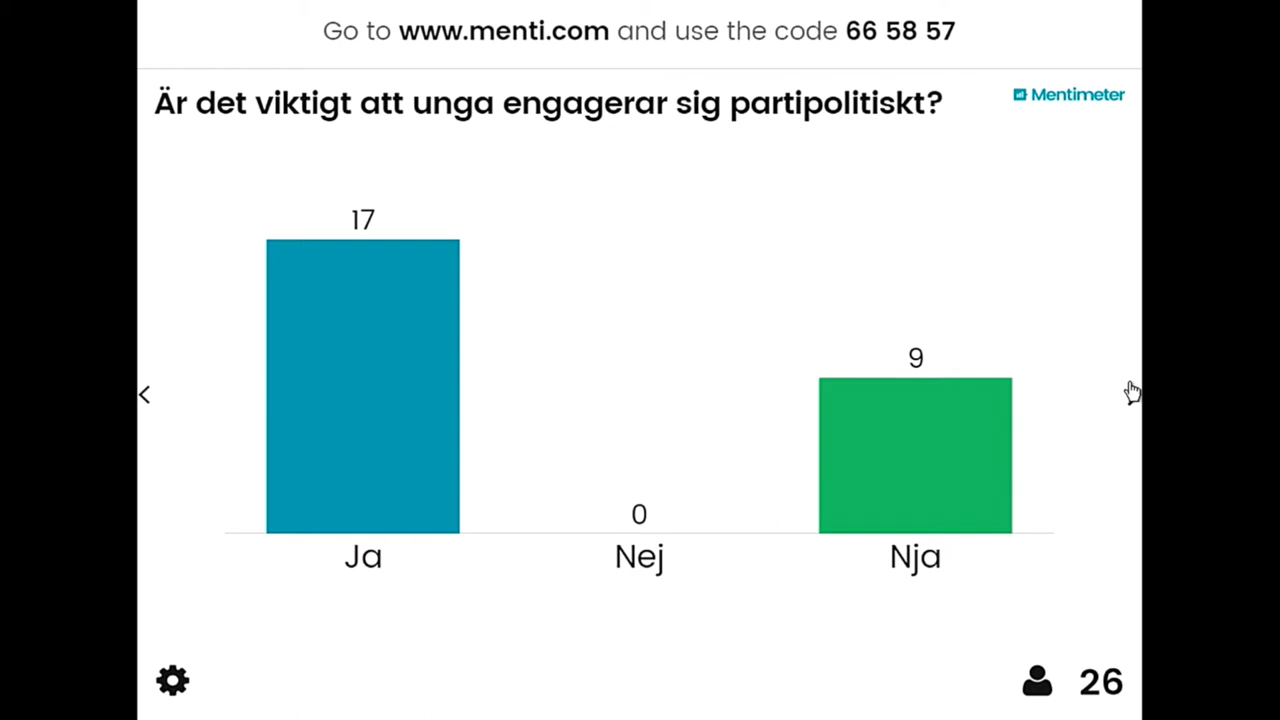 Go to www.menti.com and use the code 66 58 57
Är det viktigt att unga engagerar sig partipolitiskt?
Mentimeter
17
0
9
Ja
Nej
Nja
26